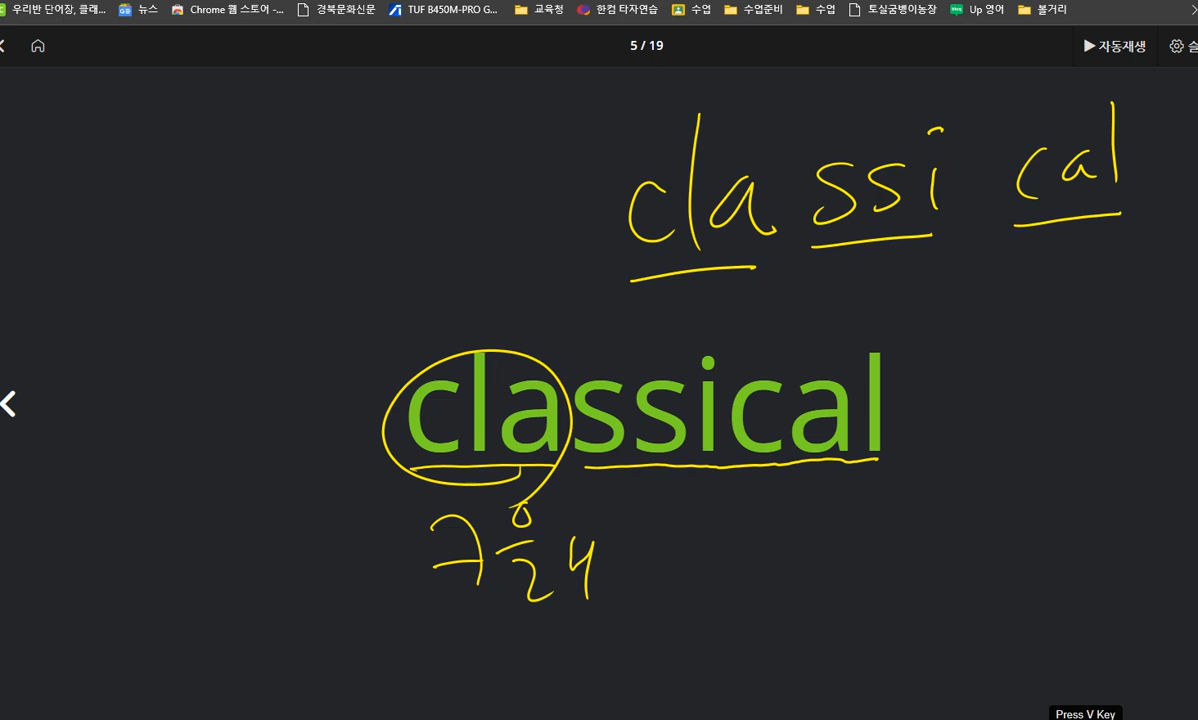 우리반 단어장, 클래... 뉴스 Chrome 웹 스토어 -... 경북문화신문 TUF B450M-PRO G... 교육청 한컴 타자연습 수업 수업준비 수업 토실굼벵이농장 Up 영어 볼거리
5 / 19 자동재생 슬
cla ssi cal
classical
Press V Key